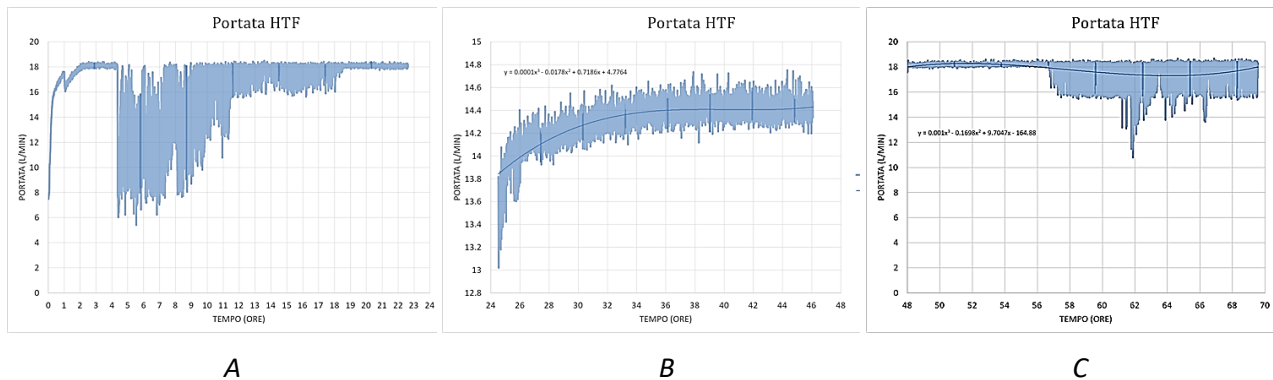 Portata HTF
PORTATA (L/MIN)
20
18
16
14
12
10
8
6
4
2
0
0 1 2 3 4 5 6 7 8 9 10 11 12 13 14 15 16 17 18 19 20 21 22 23 24
TEMPO (ORE)
A
Portata HTF
PORTATA (L/MIN)
15
14.8
14.6
14.4
14.2
14
13.8
13.6
13.4
13.2
13
12.8
y = 0.0001x³ - 0.0178x² + 0.7186x + 4.7764
24 26 28 30 32 34 36 38 40 42 44 46 48
TEMPO (ORE)
B
Portata HTF
PORTATA (L/MIN)
20
18
16
14
12
10
8
6
4
2
0
y = 0.001x³ - 0.1698x² + 9.7047x - 164.88
48 50 52 54 56 58 60 62 64 66 68 70
TEMPO (ORE)
C